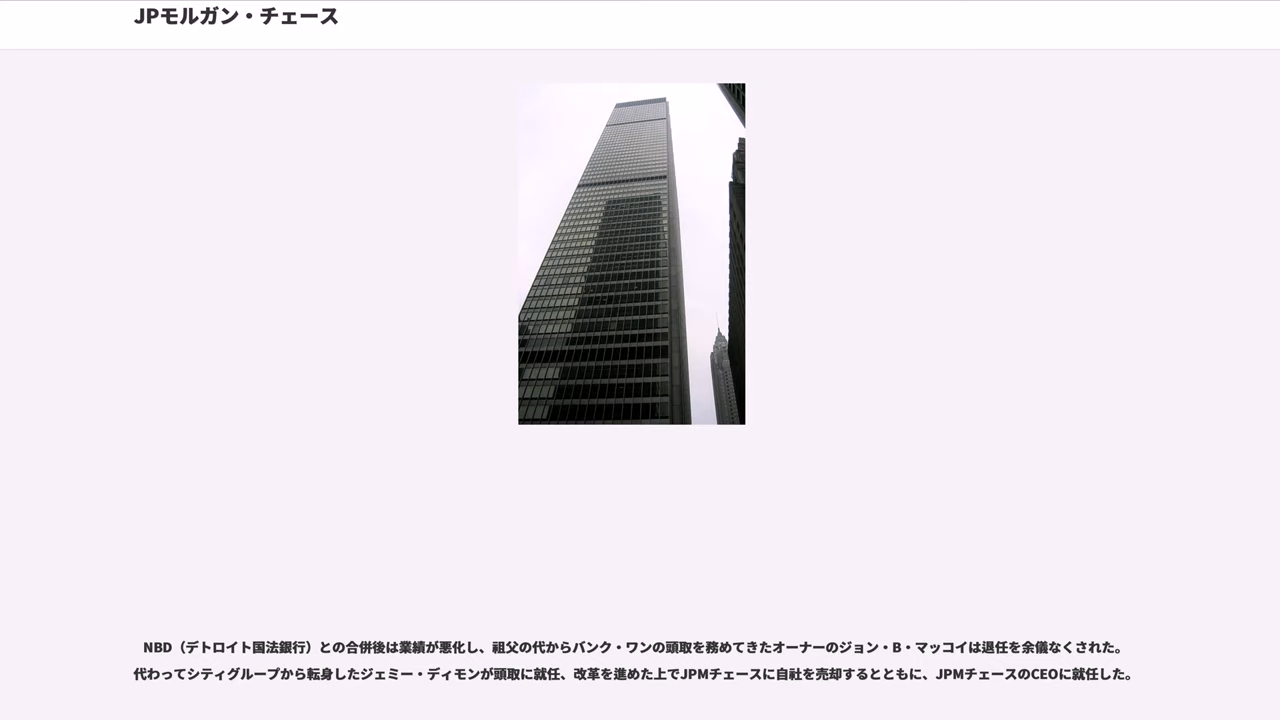 JPモルガン・チェース
NBD（デトロイト国法銀行）との合併後は業績が悪化し、祖父の代からバンク・ワンの頭取を務めてきたオーナーのジョン・B・マッコイは退任を余儀なくされた。
代わってシティグループから転身したジェミー・ディモンが頭取に就任、改革を進めた上でJPMチェースに自社を売却するとともに、JPMチェースのCEOに就任した。